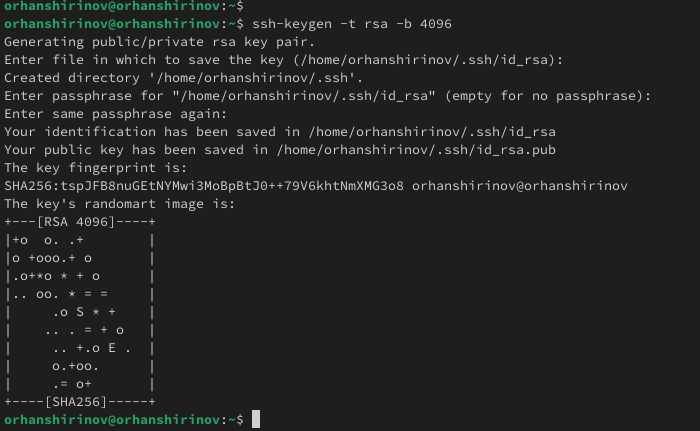 orhanshirinov@orhanshirinov:~$
orhanshirinov@orhanshirinov:~$ ssh-keygen -t rsa -b 4096
Generating public/private rsa key pair.
Enter file in which to save the key (/home/orhanshirinov/.ssh/id_rsa):
Created directory '/home/orhanshirinov/.ssh'.
Enter passphrase for "/home/orhanshirinov/.ssh/id_rsa" (empty for no passphrase):
Enter same passphrase again:
Your identification has been saved in /home/orhanshirinov/.ssh/id_rsa
Your public key has been saved in /home/orhanshirinov/.ssh/id_rsa.pub
The key fingerprint is:
SHA256:tspJFB8nuGEtNYMwi3MoBpBtJ0++79V6khtNmXMG3o8 orhanshirinov@orhanshirinov
The key's randomart image is:
+---[RSA 4096]----+
|+o  o. .+        |
|o +ooo.+ o       |
|.o+*o * + o      |
|.. oo. * = =     |
|     .o S * +    |
|    .. . = + o   |
|     .. +.o E .  |
|     o.+oo.      |
|     .= o+       |
+----[SHA256]-----+
orhanshirinov@orhanshirinov:~$